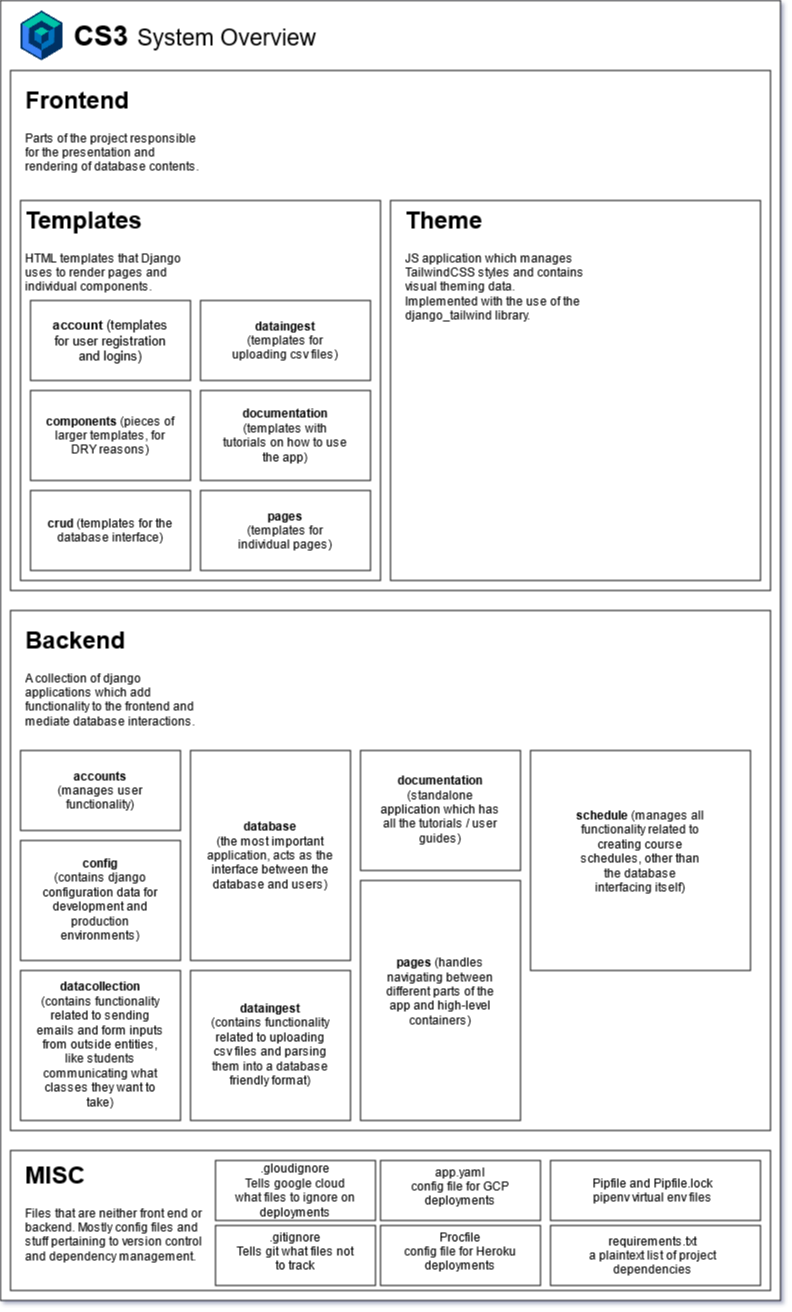 CS3 System Overview
Frontend
Parts of the project responsible
for the presentation and
rendering of database contents.
Templates
HTML templates that Django
uses to render pages and
individual components.
account (templates
for user registration
and logins)
dataingest
(templates for
uploading csv files)
components (pieces of
larger templates, for
DRY reasons)
documentation
(templates with
tutorials on how to use
the app)
crud (templates for the
database interface)
pages
(templates for
individual pages)
Theme
JS application which manages
TailwindCSS styles and contains
visual theming data.
Implemented with the use of the
django_tailwind library.
Backend
A collection of django
applications which add
functionality to the frontend and
mediate database interactions.
accounts
(manages user
functionality)
config
(contains django
configuration data for
development and
production
environments)
datacollection
(contains functionality
related to sending
emails and form inputs
from outside entities,
like students
communicating what
classes they want to
take)
database
(the most important
application, acts as the
interface between the
database and users)
dataingest
(contains functionality
related to uploading
csv files and parsing
them into a database
friendly format)
documentation
(standalone
application which has
all the tutorials / user
guides)
pages (handles
navigating between
different parts of the
app and high-level
containers)
schedule (manages all
functionality related to
creating course
schedules, other than
the database
interfacing itself)
MISC
Files that are neither front end or
backend. Mostly config files and
stuff pertaining to version control
and dependency management.
.gloudignore
Tells google cloud
what files to ignore on
deployments
app.yaml
config file for GCP
deployments
Pipfile and Pipfile.lock
pipenv virtual env files
.gitignore
Tells git what files not
to track
Procfile
config file for Heroku
deployments
requirements.txt
a plaintext list of project
dependencies